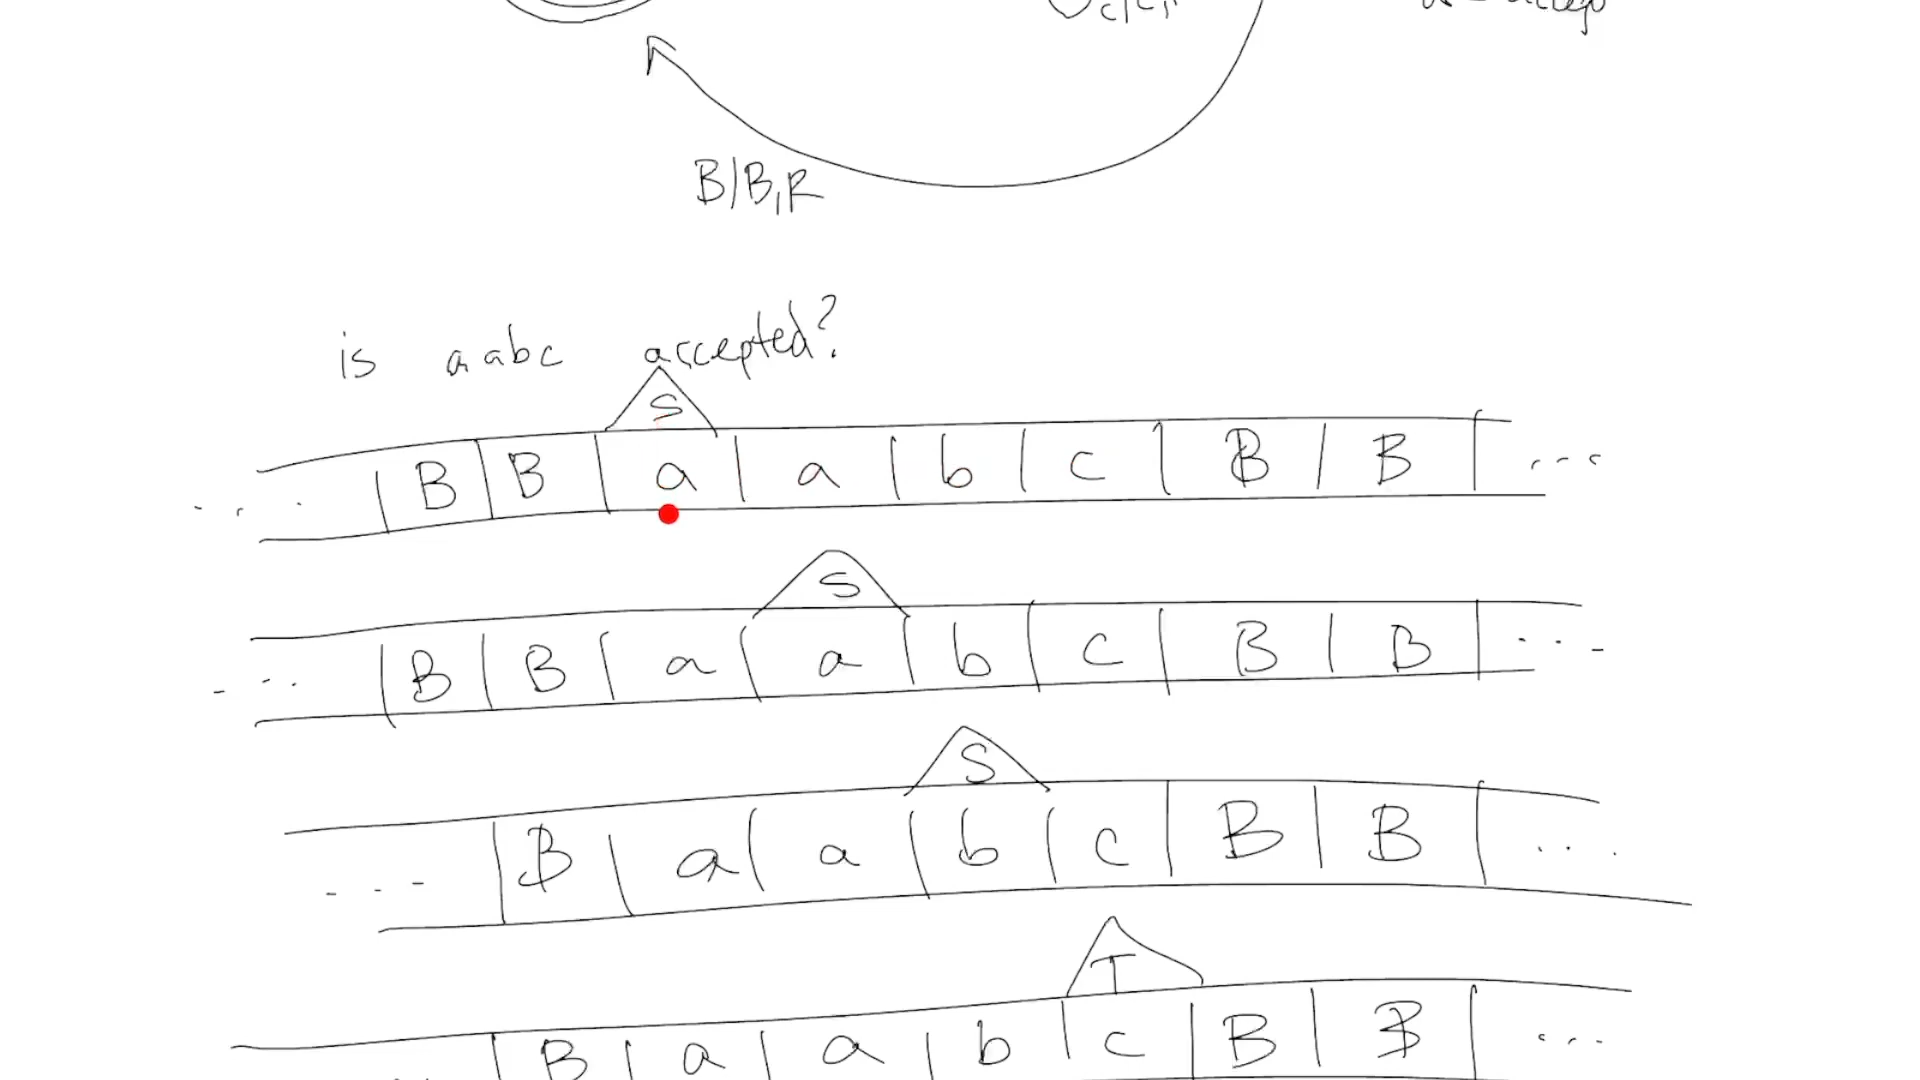 B/B,R
is aabc accepted?
S
... | B | B | a | a | b | c | B | B | ...
S
... | B | B | a | a | b | c | B | B | ...
S
... | B | a | a | b | c | B | B | ...
T
B | a | a | b | c | B | B | ...